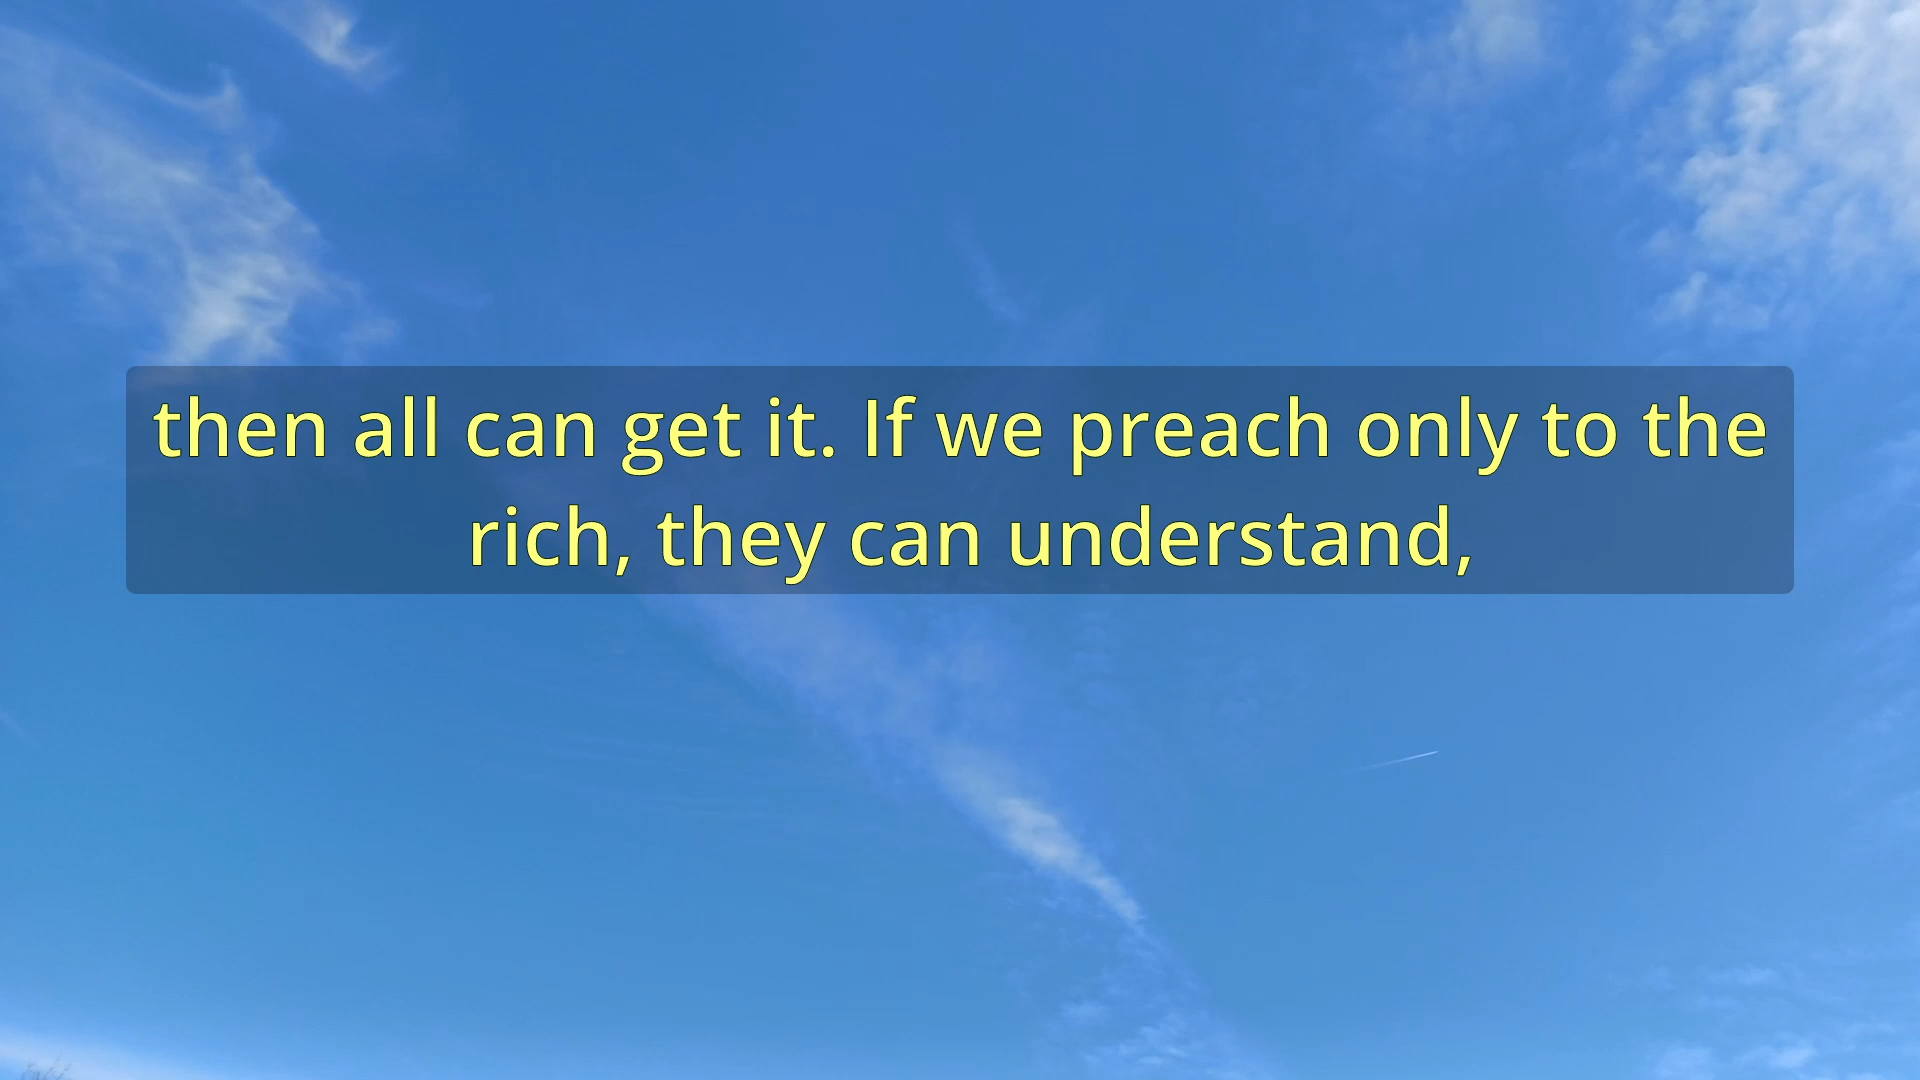 then all can get it. If we preach only to the
rich, they can understand,